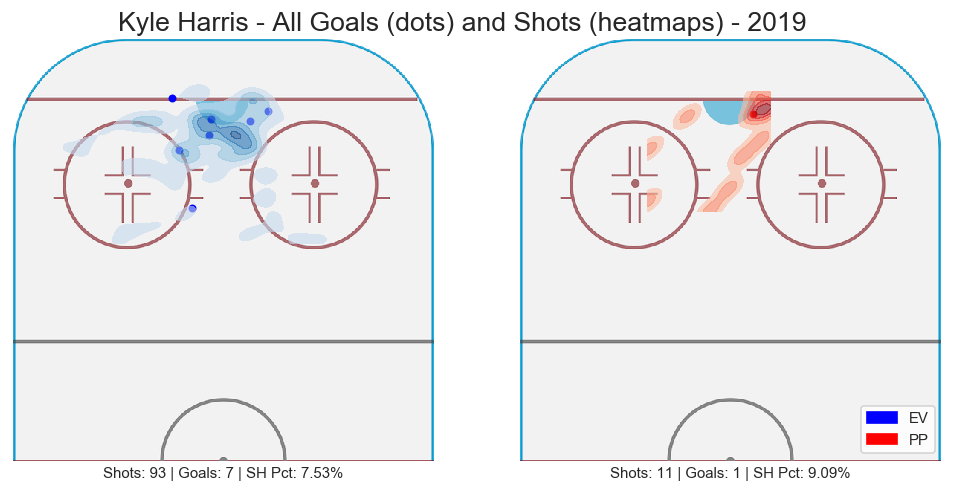 Kyle Harris - All Goals (dots) and Shots (heatmaps) - 2019
EV
PP
Shots: 93 | Goals: 7 | SH Pct: 7.53%
Shots: 11 | Goals: 1 | SH Pct: 9.09%